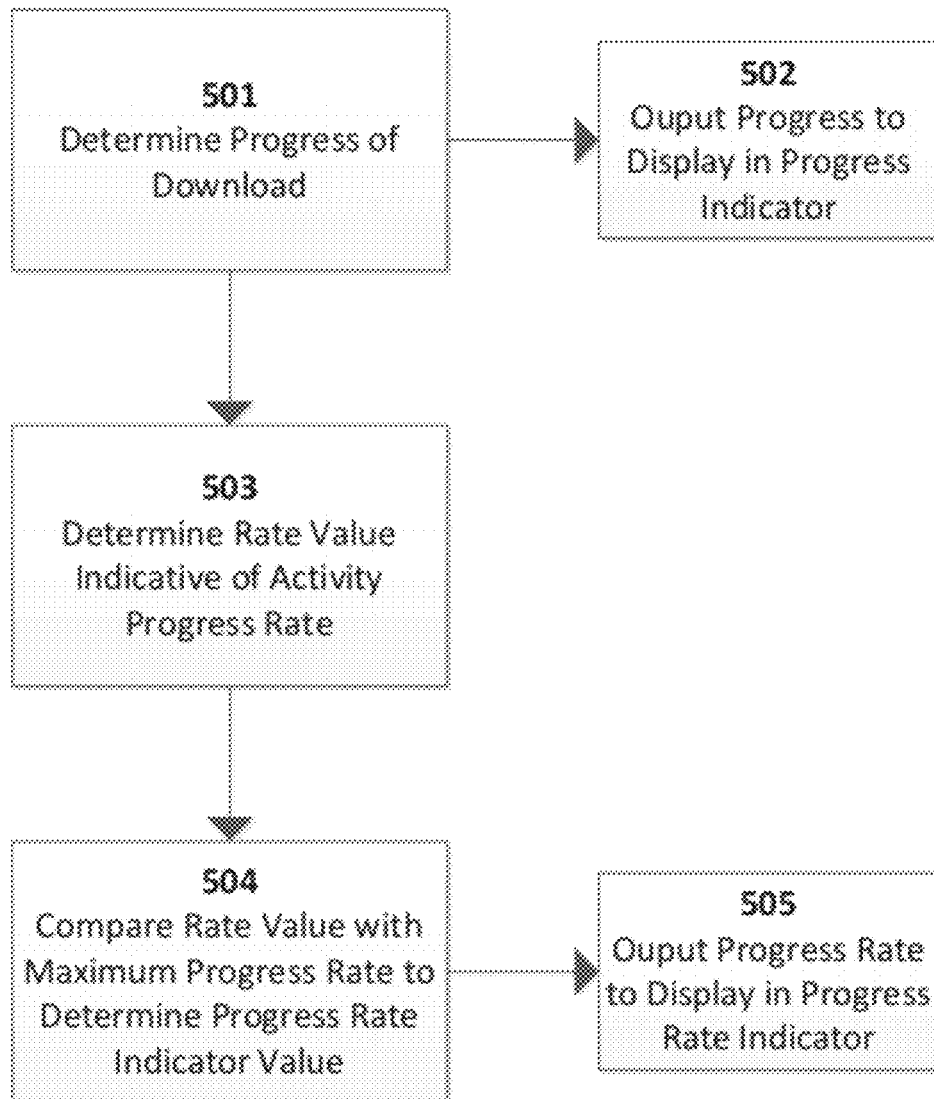 501
Determine Progress of
Download
502
Ouput Progress to
Display in Progress
Indicator
503
Determine Rate Value
Indicative of Activity
Progress Rate
504
Compare Rate Value with
Maximum Progress Rate to
Determine Progress Rate
Indicator Value
505
Ouput Progress Rate
to Display in Progress
Rate Indicator